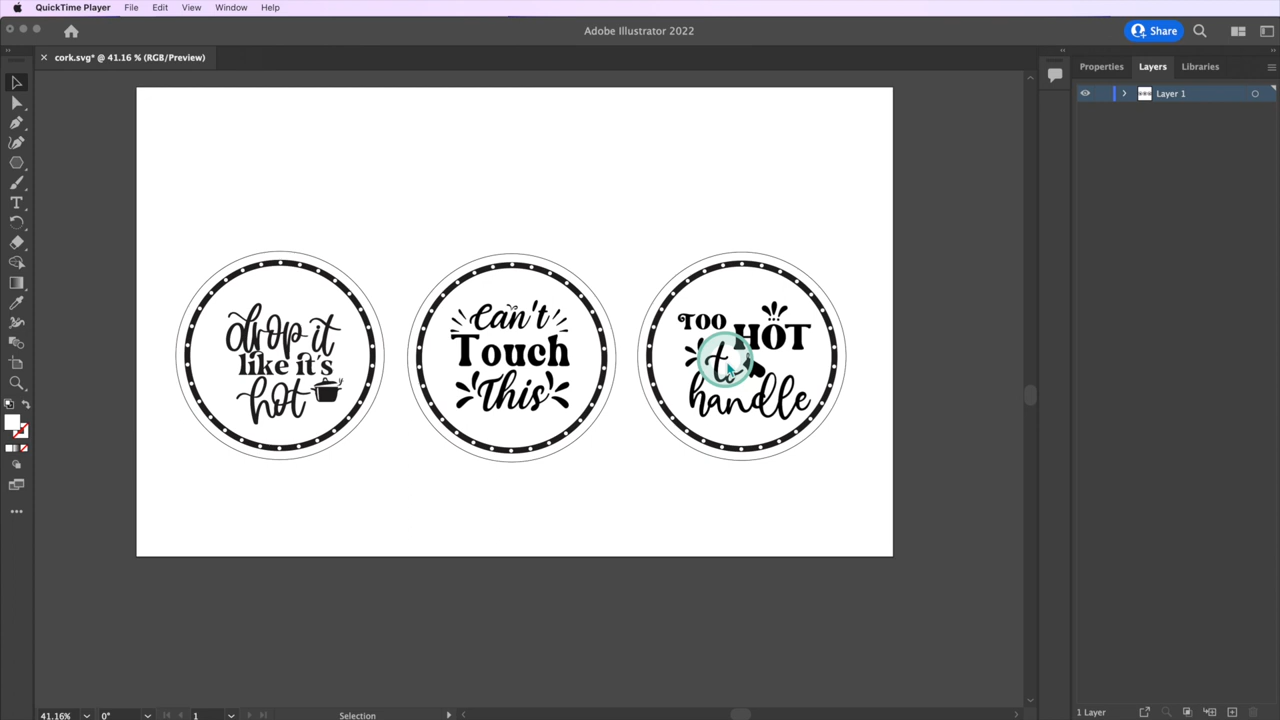 QuickTime Player File Edit View Window Help
Adobe Illustrator 2022
Share
cork.svg* @ 41.16 % (RGB/Preview)
Properties Layers Libraries
Layer 1
drop it
like it's
hot
Can't
Touch
This
TOO
HOT
handle
41.16% 0° 1 Selection
1 Layer